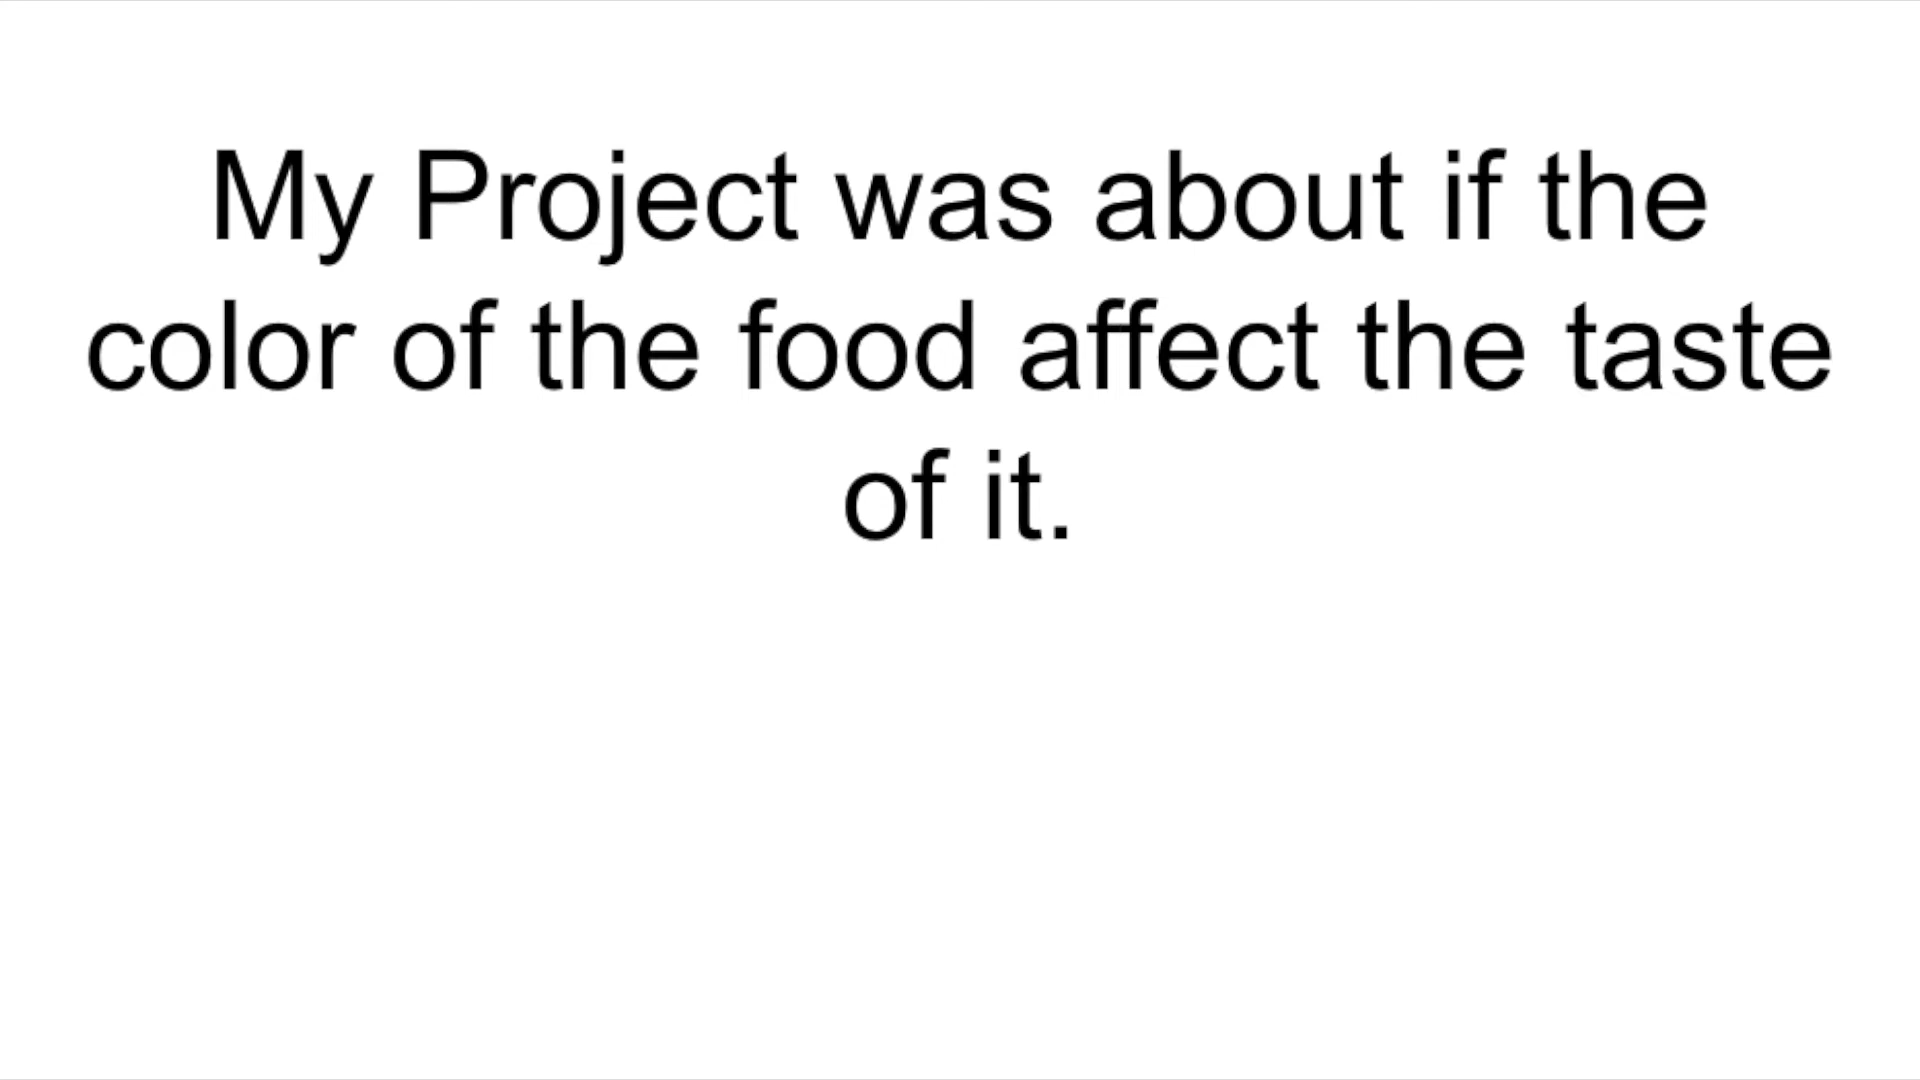 My Project was about if the
color of the food affect the taste
of it.